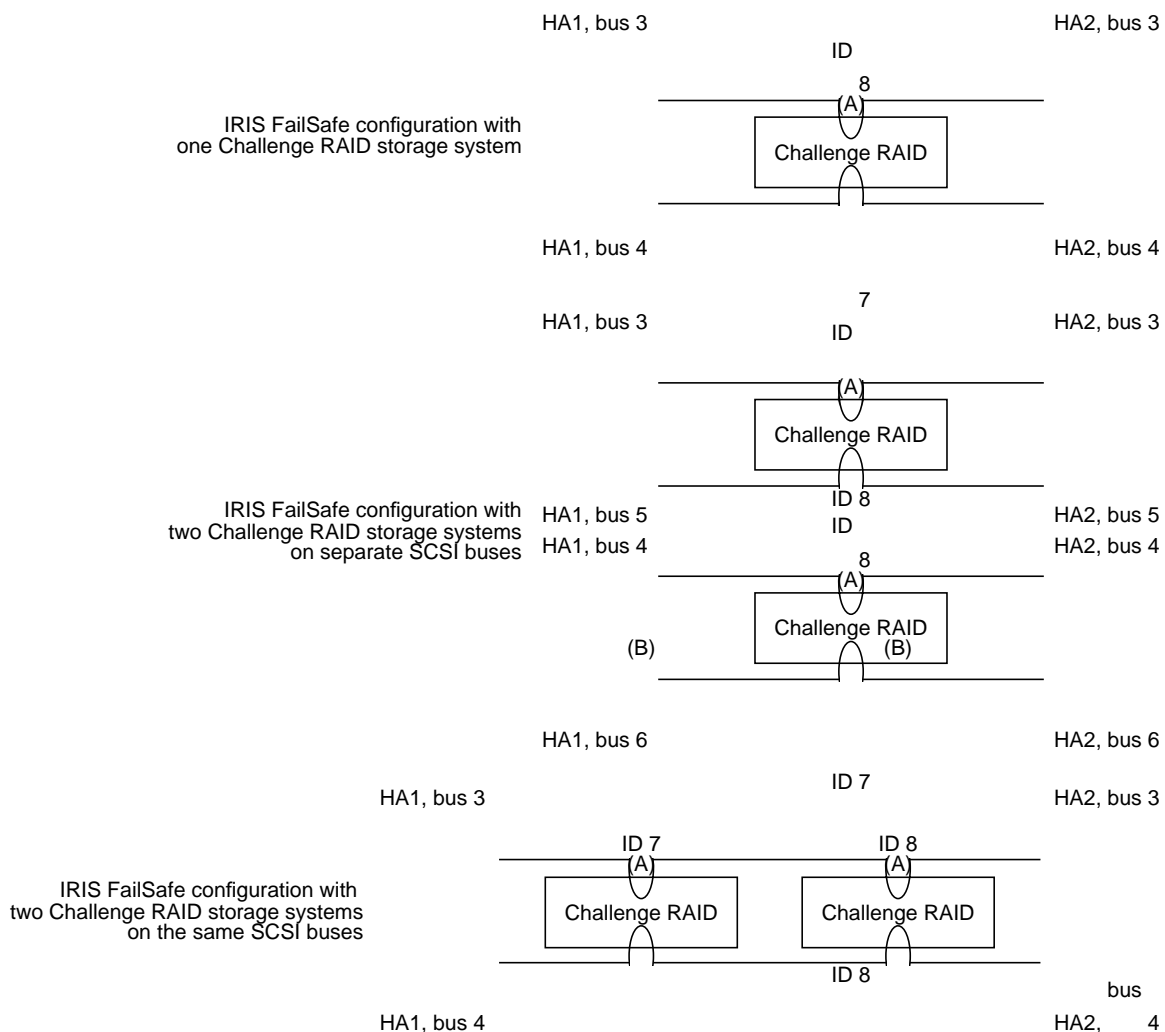 HA1, bus 3 HA2, bus 3
ID
8
(A)
IRIS FailSafe configuration with
one Challenge RAID storage system
Challenge RAID
HA1, bus 4 HA2, bus 4
7
HA1, bus 3 ID HA2, bus 3
(A)
Challenge RAID
ID 8
IRIS FailSafe configuration with
two Challenge RAID storage systems
on separate SCSI buses
HA1, bus 5 HA2, bus 5
ID
HA1, bus 4 HA2, bus 4
8
(A)
Challenge RAID
(B) (B)
HA1, bus 6 HA2, bus 6
ID 7
HA1, bus 3 HA2, bus 3
ID 7 ID 8
(A) (A)
IRIS FailSafe configuration with
two Challenge RAID storage systems
on the same SCSI buses
Challenge RAID Challenge RAID
ID 8
bus
HA1, bus 4 HA2, 4